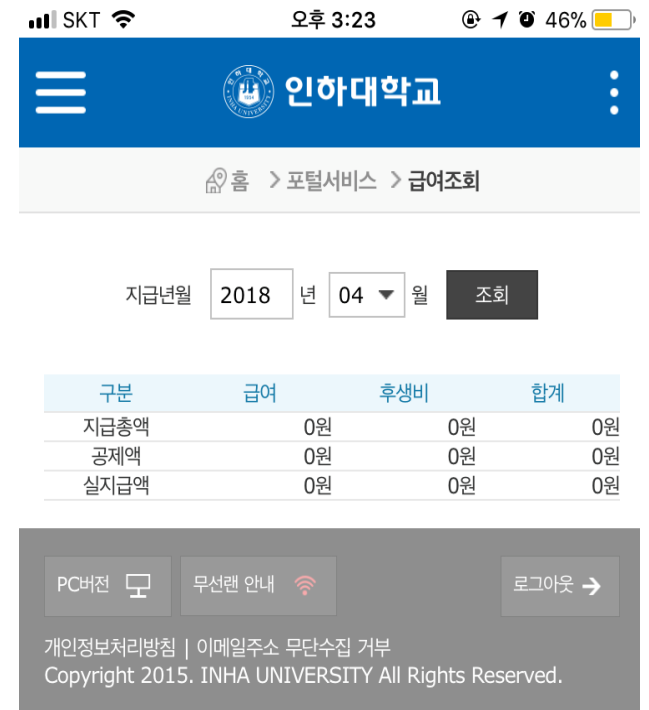 SKT 오후 3:23 46%
인하대학교
홈 > 포털서비스 > 급여조회
지급년월 2018 년 04 월 조회
구분 급여 후생비 합계
지급총액 0원 0원 0원
공제액 0원 0원 0원
실지급액 0원 0원 0원
PC버전 무선랜 안내 로그아웃 →
개인정보처리방침 | 이메일주소 무단수집 거부
Copyright 2015. INHA UNIVERSITY All Rights Reserved.